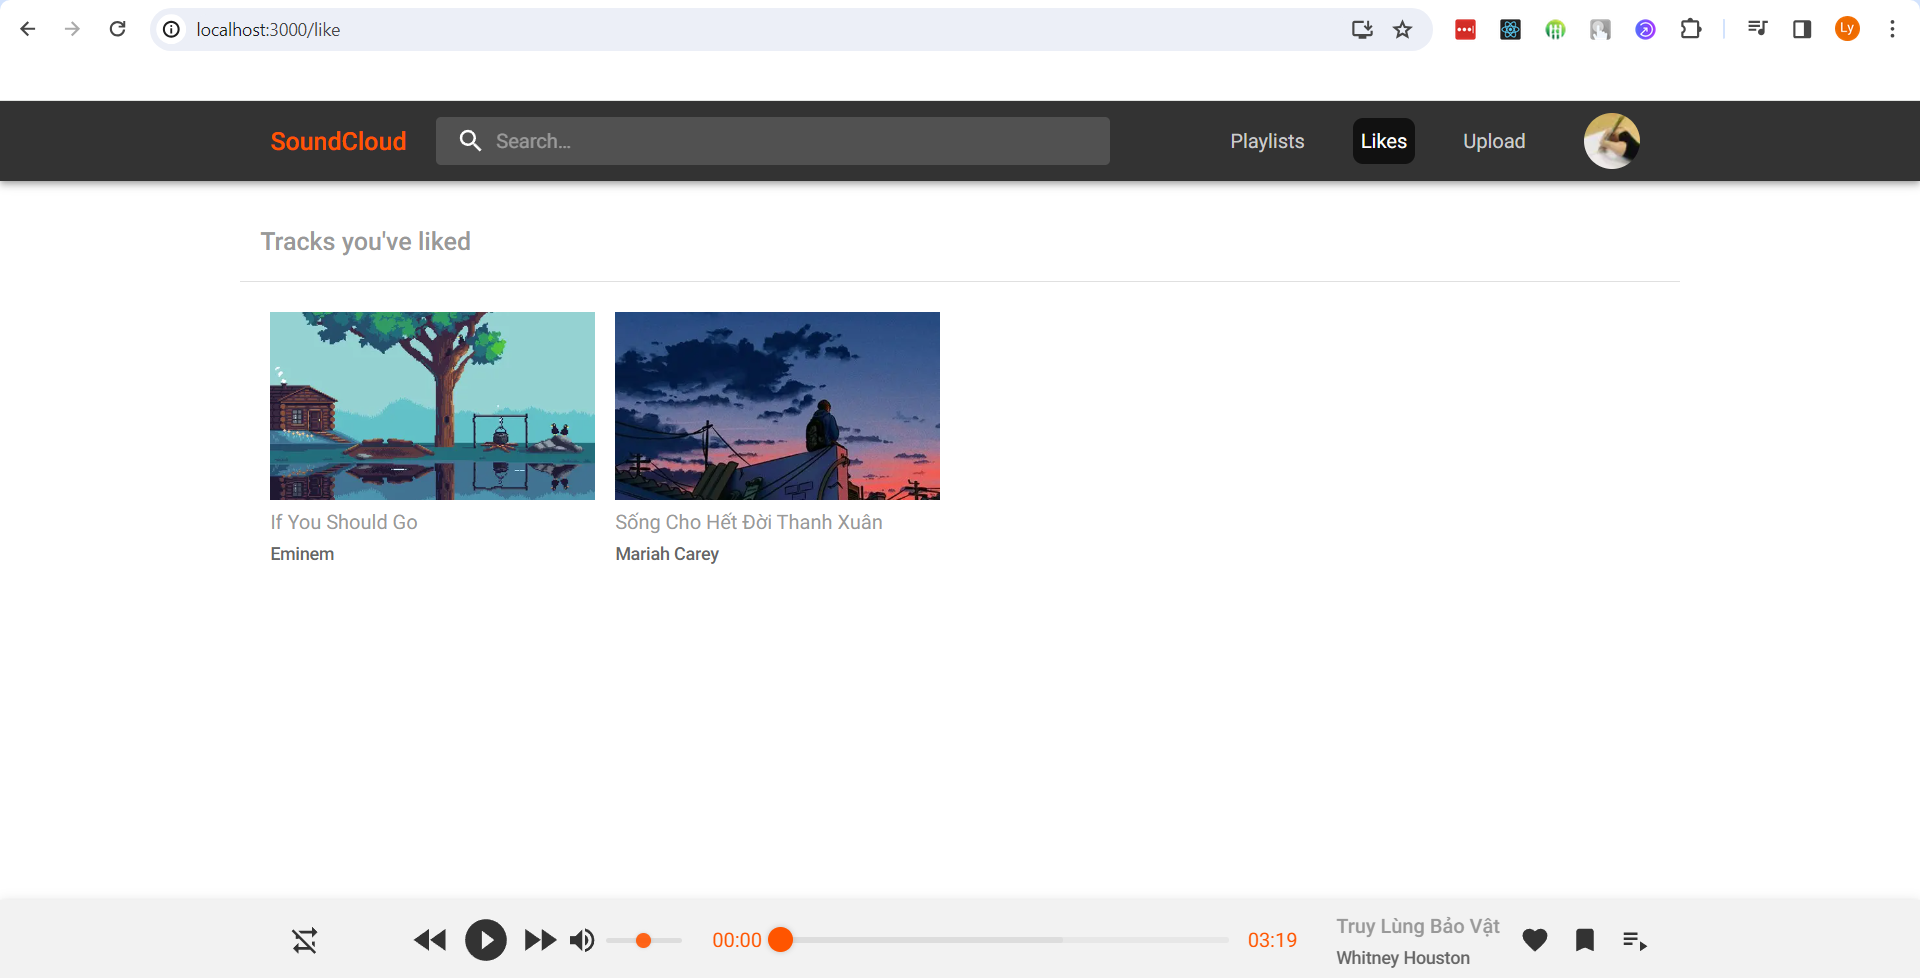 localhost:3000/like
Ly
SoundCloud
Search...
Playlists
Likes
Upload
Tracks you've liked
If You Should Go
Eminem
Sống Cho Hết Đời Thanh Xuân
Mariah Carey
00:00
03:19
Truy Lùng Bảo Vật
Whitney Houston